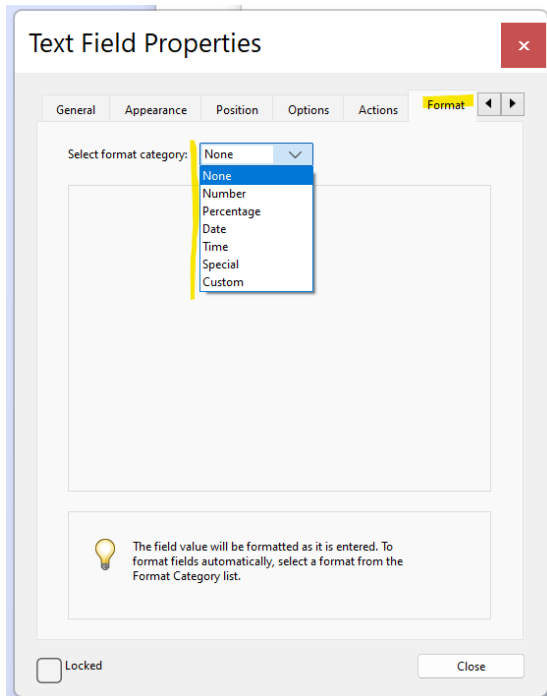 Text Field Properties
General Appearance Position Options Actions Format
Select format category: None
None
Number
Percentage
Date
Time
Special
Custom
The field value will be formatted as it is entered. To
format fields automatically, select a format from the
Format Category list.
Locked Close